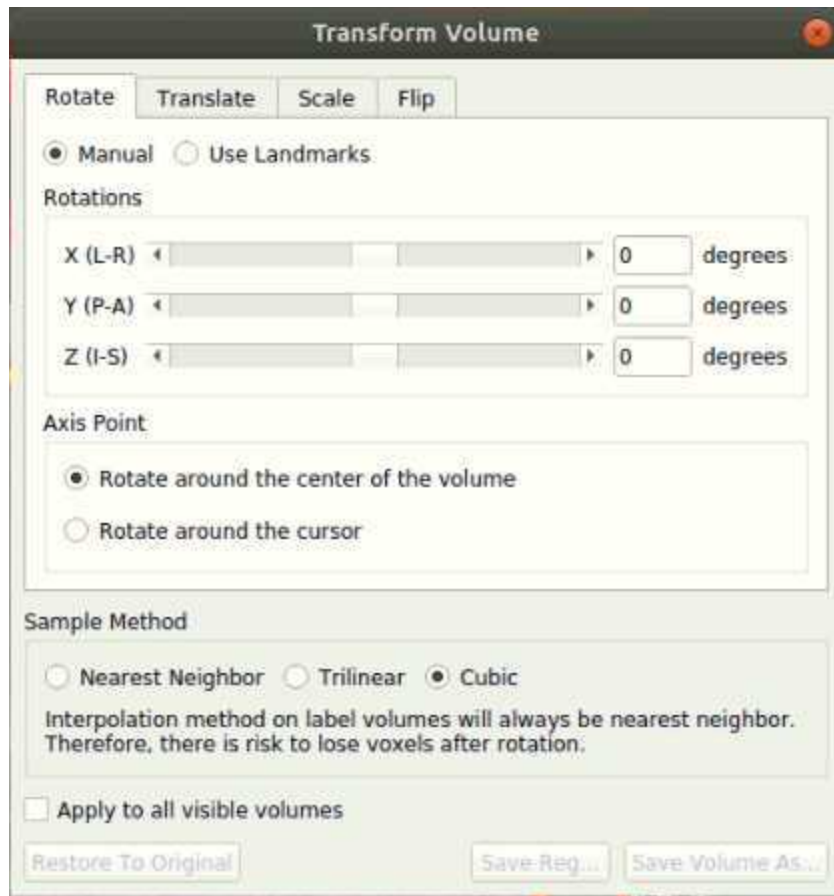 Transform Volume
Rotate Translate Scale Flip
Manual Use Landmarks
Rotations
X (L-R) 0 degrees
Y (P-A) 0 degrees
Z (I-S) 0 degrees
Axis Point
Rotate around the center of the volume
Rotate around the cursor
Sample Method
Nearest Neighbor Trilinear Cubic
Interpolation method on label volumes will always be nearest neighbor.
Therefore, there is risk to lose voxels after rotation.
Apply to all visible volumes
Restore To Original Save Reg... Save Volume As...